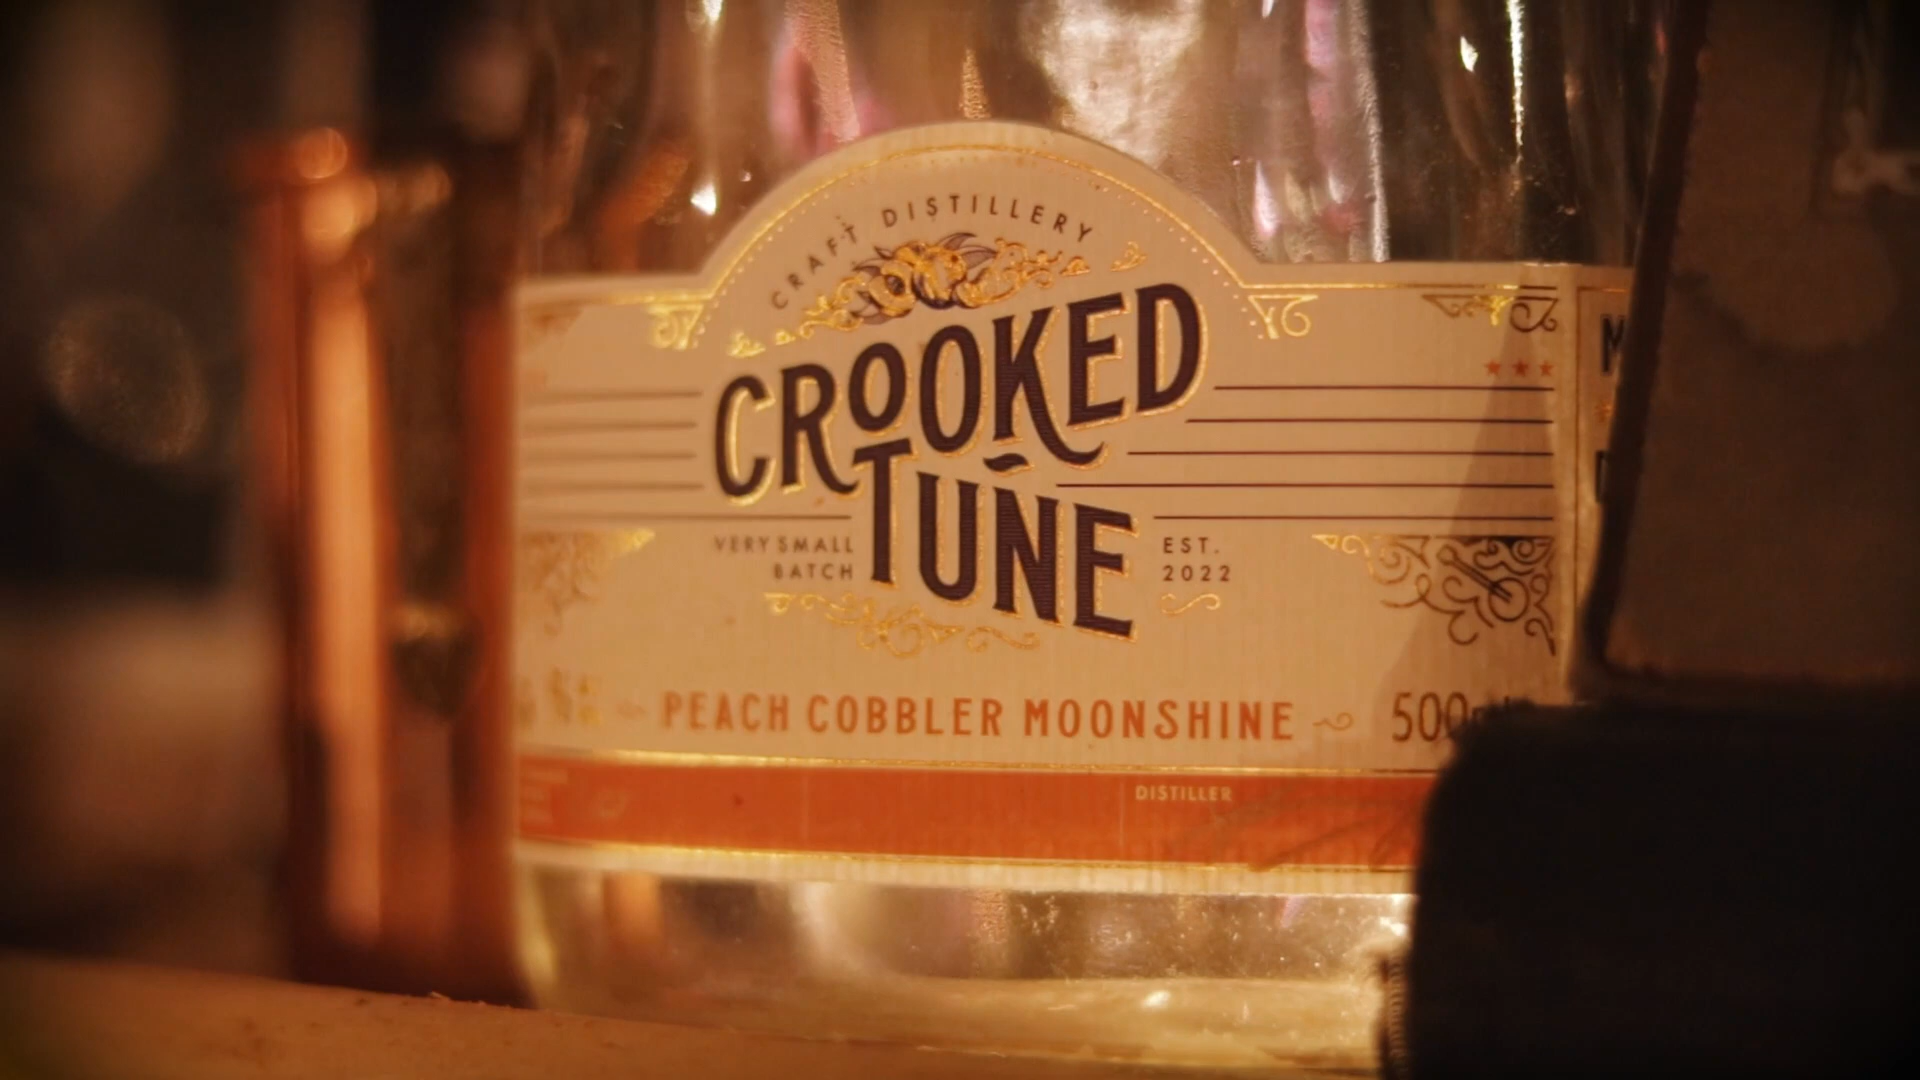 CRAFT DISTILLERY
CROOKED
TUNE
VERY SMALL
BATCH
EST.
2022
PEACH COBBLER MOONSHINE
DISTILLER